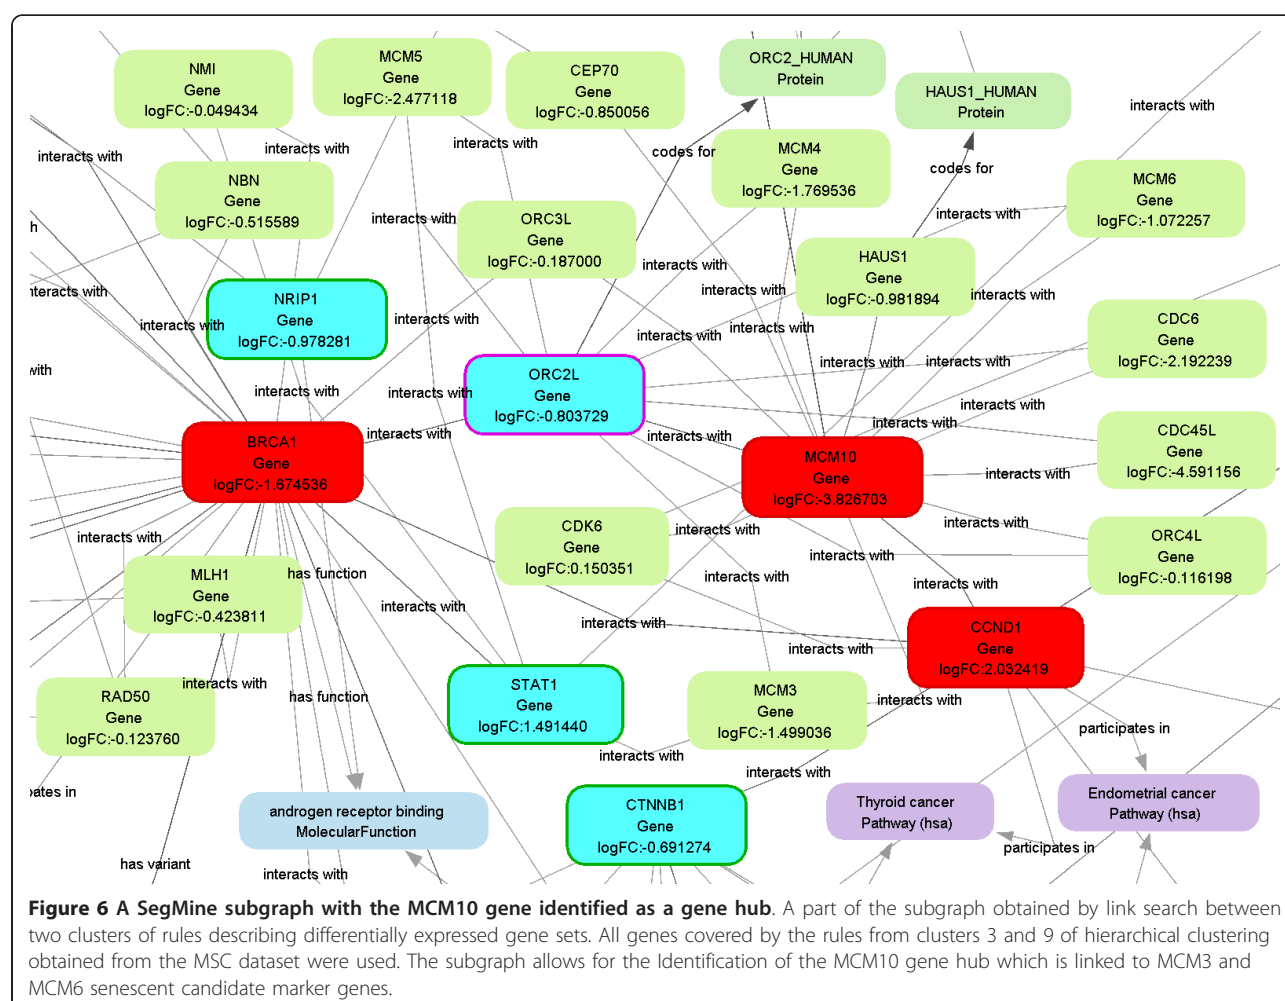 NMI
Gene
logFC:-0.049434
MCM5
Gene
logFC:-2.477118
CEP70
Gene
logFC:-0.850056
ORC2_HUMAN
Protein
HAUS1_HUMAN
Protein
interacts with
interacts with
interacts with
interacts with
codes for
MCM4
Gene
logFC:-1.769536
codes for
MCM6
Gene
logFC:-1.072257
NBN
Gene
logFC:-0.515589
interacts with
ORC3L
Gene
logFC:-0.187000
interacts with
HAUS1
Gene
logFC:-0.981894
interacts with
interacts with
interacts with
interacts with
NRIP1
Gene
logFC:-0.978281
interacts with
interacts with
interacts with
interacts with
CDC6
Gene
logFC:-2.192239
with
interacts with
interacts with
interacts with
interacts with
ORC2L
Gene
logFC:-0.803729
interacts with
interacts with
interacts with
interacts with
BRCA1
Gene
logFC:-1.674536
MCM10
Gene
logFC:-3.826703
CDC45L
Gene
logFC:-4.591156
interacts with
interacts with
CDK6
Gene
logFC:0.150351
interacts with
interacts with
ORC4L
Gene
logFC:-0.116198
interacts with
MLH1
Gene
logFC:-0.423811
has function
interacts with
interacts with
interacts with
interacts with
interacts with
CCND1
Gene
logFC:2.032419
interacts with
RAD50
Gene
logFC:-0.123760
interacts with
has function
STAT1
Gene
logFC:1.491440
MCM3
Gene
logFC:-1.499036
interacts with
interacts with
interacts with
participates in
pates in
androgen receptor binding
MolecularFunction
CTNNB1
Gene
logFC:-0.691274
Thyroid cancer
Pathway (hsa)
Endometrial cancer
Pathway (hsa)
participates in
has variant
interacts with
Figure 6 A SegMine subgraph with the MCM10 gene identified as a gene hub. A part of the subgraph obtained by link search between
two clusters of rules describing differentially expressed gene sets. All genes covered by the rules from clusters 3 and 9 of hierarchical clustering
obtained from the MSC dataset were used. The subgraph allows for the Identification of the MCM10 gene hub which is linked to MCM3 and
MCM6 senescent candidate marker genes.